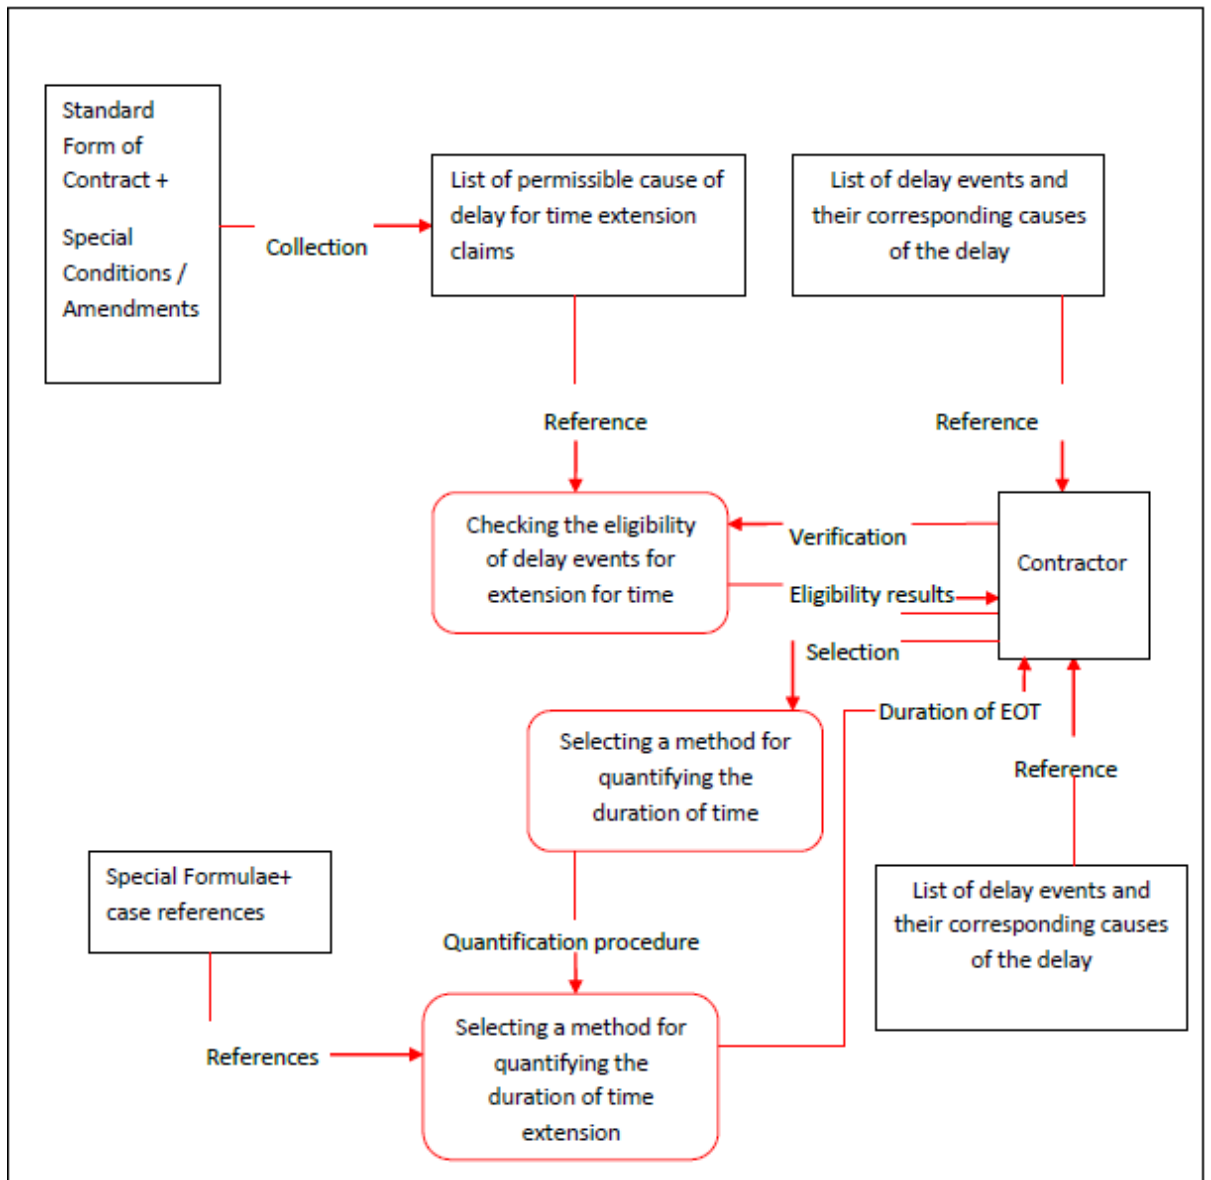 Standard
Form of
Contract +
Special
Conditions /
Amendments
Collection
List of permissible cause of
delay for time extension
claims
List of delay events and
their corresponding causes
of the delay
Reference
Reference
Checking the eligibility
of delay events for
extension for time
Verification
Eligibility results
Contractor
Selection
Selecting a method for
quantifying the
duration of time
Duration of EOT
Reference
Special Formulae+
case references
List of delay events and
their corresponding causes
of the delay
Quantification procedure
References
Selecting a method for
quantifying the
duration of time
extension